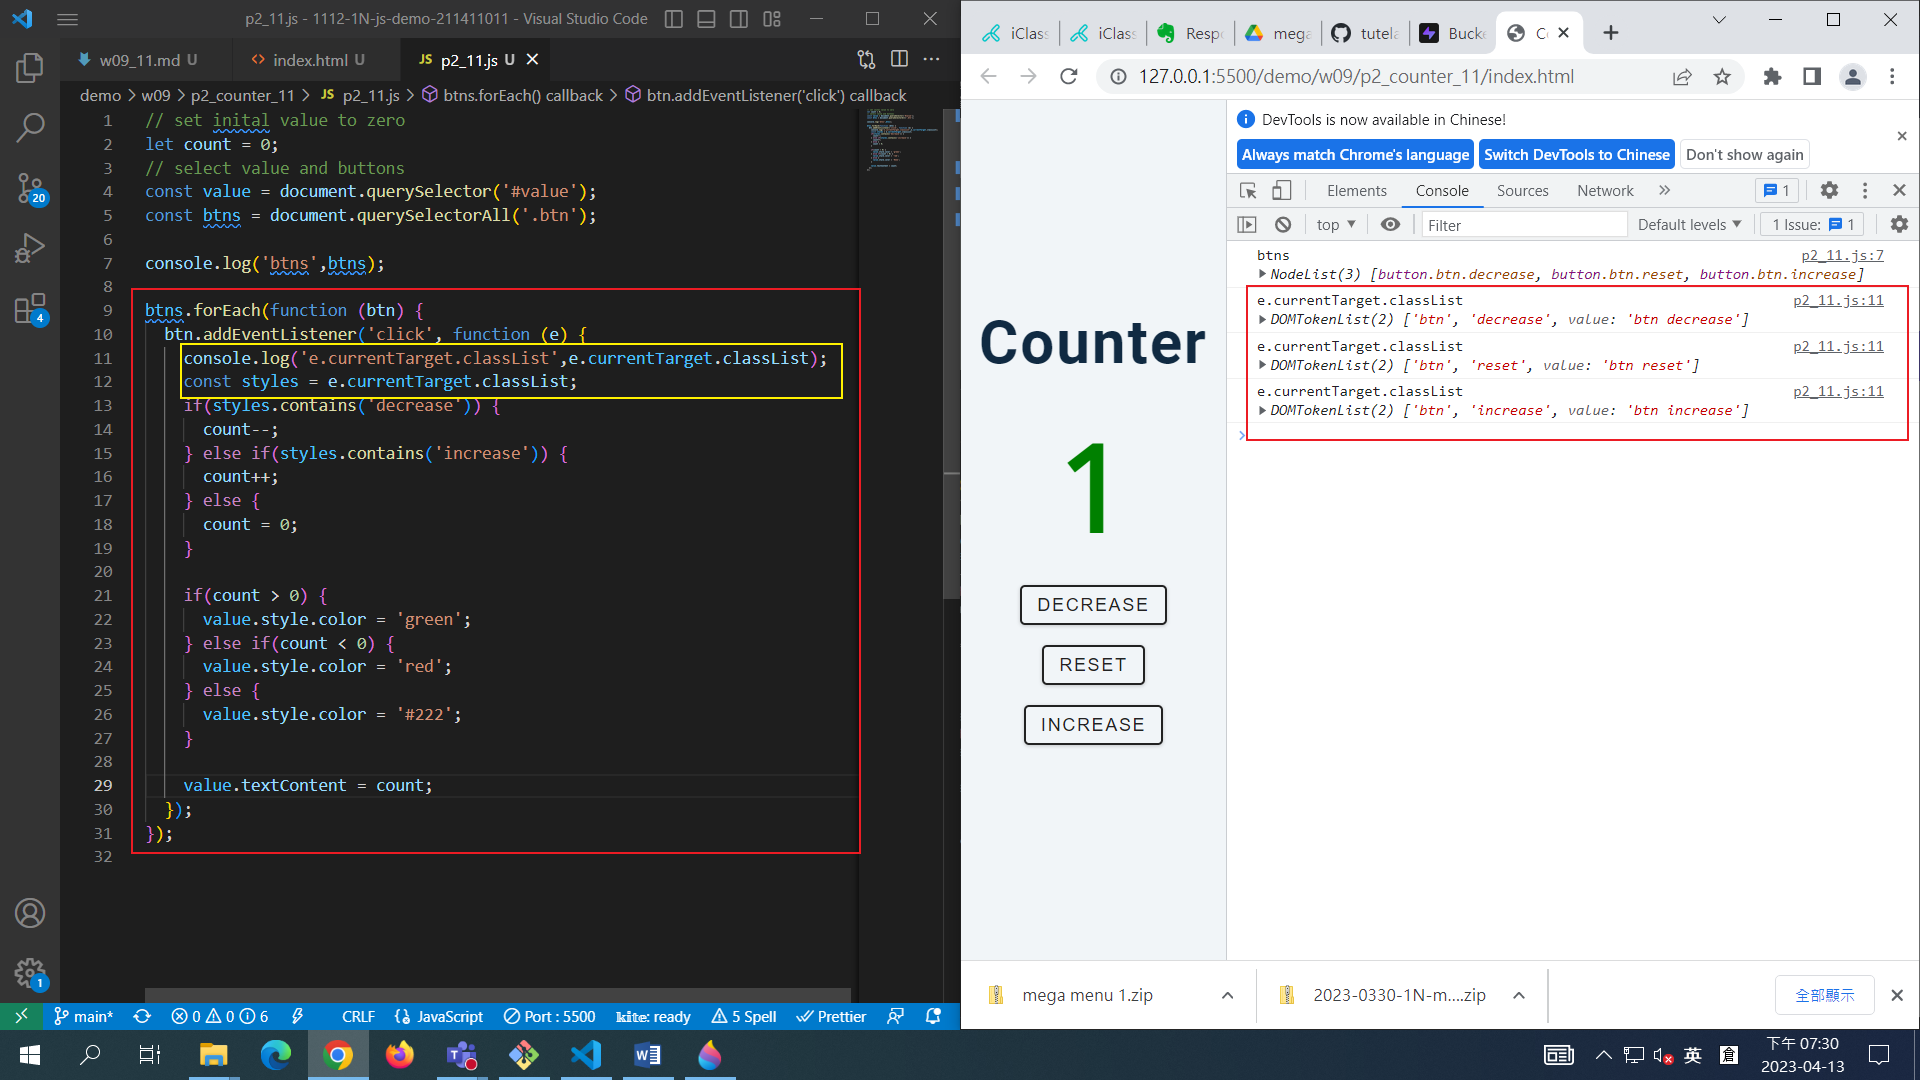 p2_11.js - 1112-1N-js-demo-211411011 - Visual Studio Code
w09_11.md U
index.html U
JS p2_11.js U
demo > w09 > p2_counter_11 > JS p2_11.js > btns.forEach() callback > btn.addEventListener('click') callback
1 // set inital value to zero
2 let count = 0;
3 // select value and buttons
4 const value = document.querySelector('#value');
5 const btns = document.querySelectorAll('.btn');
6
7 console.log('btns',btns);
8
9 btns.forEach(function (btn) {
10 btn.addEventListener('click', function (e) {
11 console.log('e.currentTarget.classList',e.currentTarget.classList);
12 const styles = e.currentTarget.classList;
13 if(styles.contains('decrease')) {
14 count--;
15 } else if(styles.contains('increase')) {
16 count++;
17 } else {
18 count = 0;
19 }
20
21 if(count > 0) {
22 value.style.color = 'green';
23 } else if(count < 0) {
24 value.style.color = 'red';
25 } else {
26 value.style.color = '#222';
27 }
28
29 value.textContent = count;
30 });
31 });
32
20
4
1
main* 0 0 6 CRLF JavaScript Port : 5500 kite: ready 5 Spell Prettier
iClass
iClass
Resp
mega
tutela
Bucke
Co
127.0.0.1:5500/demo/w09/p2_counter_11/index.html
Counter
1
DECREASE
RESET
INCREASE
DevTools is now available in Chinese!
Always match Chrome's language
Switch DevTools to Chinese
Don't show again
Elements Console Sources Network » 1
top Filter Default levels 1 Issue: 1
btns p2_11.js:7
NodeList(3) [button.btn.decrease, button.btn.reset, button.btn.increase]
e.currentTarget.classList p2_11.js:11
DOMTokenList(2) ['btn', 'decrease', value: 'btn decrease']
e.currentTarget.classList p2_11.js:11
DOMTokenList(2) ['btn', 'reset', value: 'btn reset']
e.currentTarget.classList p2_11.js:11
DOMTokenList(2) ['btn', 'increase', value: 'btn increase']
mega menu 1.zip
2023-0330-1N-m....zip
全部顯示
英
倉
下午 07:30
2023-04-13